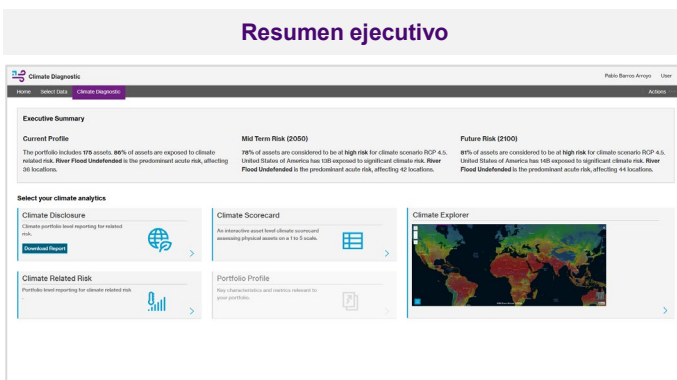 Resumen ejecutivo
Climate Diagnostic
Pablo Barros Arroyo User
Home Select Data Climate Diagnostic
Actions
Executive Summary
Current Profile
The portfolio includes 175 assets. 86% of assets are exposed to climate
related risk. River Flood Undefended is the predominant acute risk, affecting
36 locations.
Mid Term Risk (2050)
78% of assets are considered to be at high risk for climate scenario RCP 4.5.
United States of America has 13B exposed to significant climate risk. River
Flood Undefended is the predominant acute risk, affecting 42 locations.
Future Risk (2100)
81% of assets are considered to be at high risk for climate scenario RCP 4.5.
United States of America has 14B exposed to significant climate risk. River
Flood Undefended is the predominant acute risk, affecting 44 locations.
Select your climate analytics
Climate Disclosure
Climate portfolio level reporting for related
risk.
Download Report
Climate Scorecard
An interactive asset level climate scorecard
assessing physical assets on a 1 to 5 scale.
Climate Explorer
Climate Related Risk
Portfolio level reporting for climate related risk
.
Portfolio Profile
Key characteristics and metrics relevant to
your portfolio.